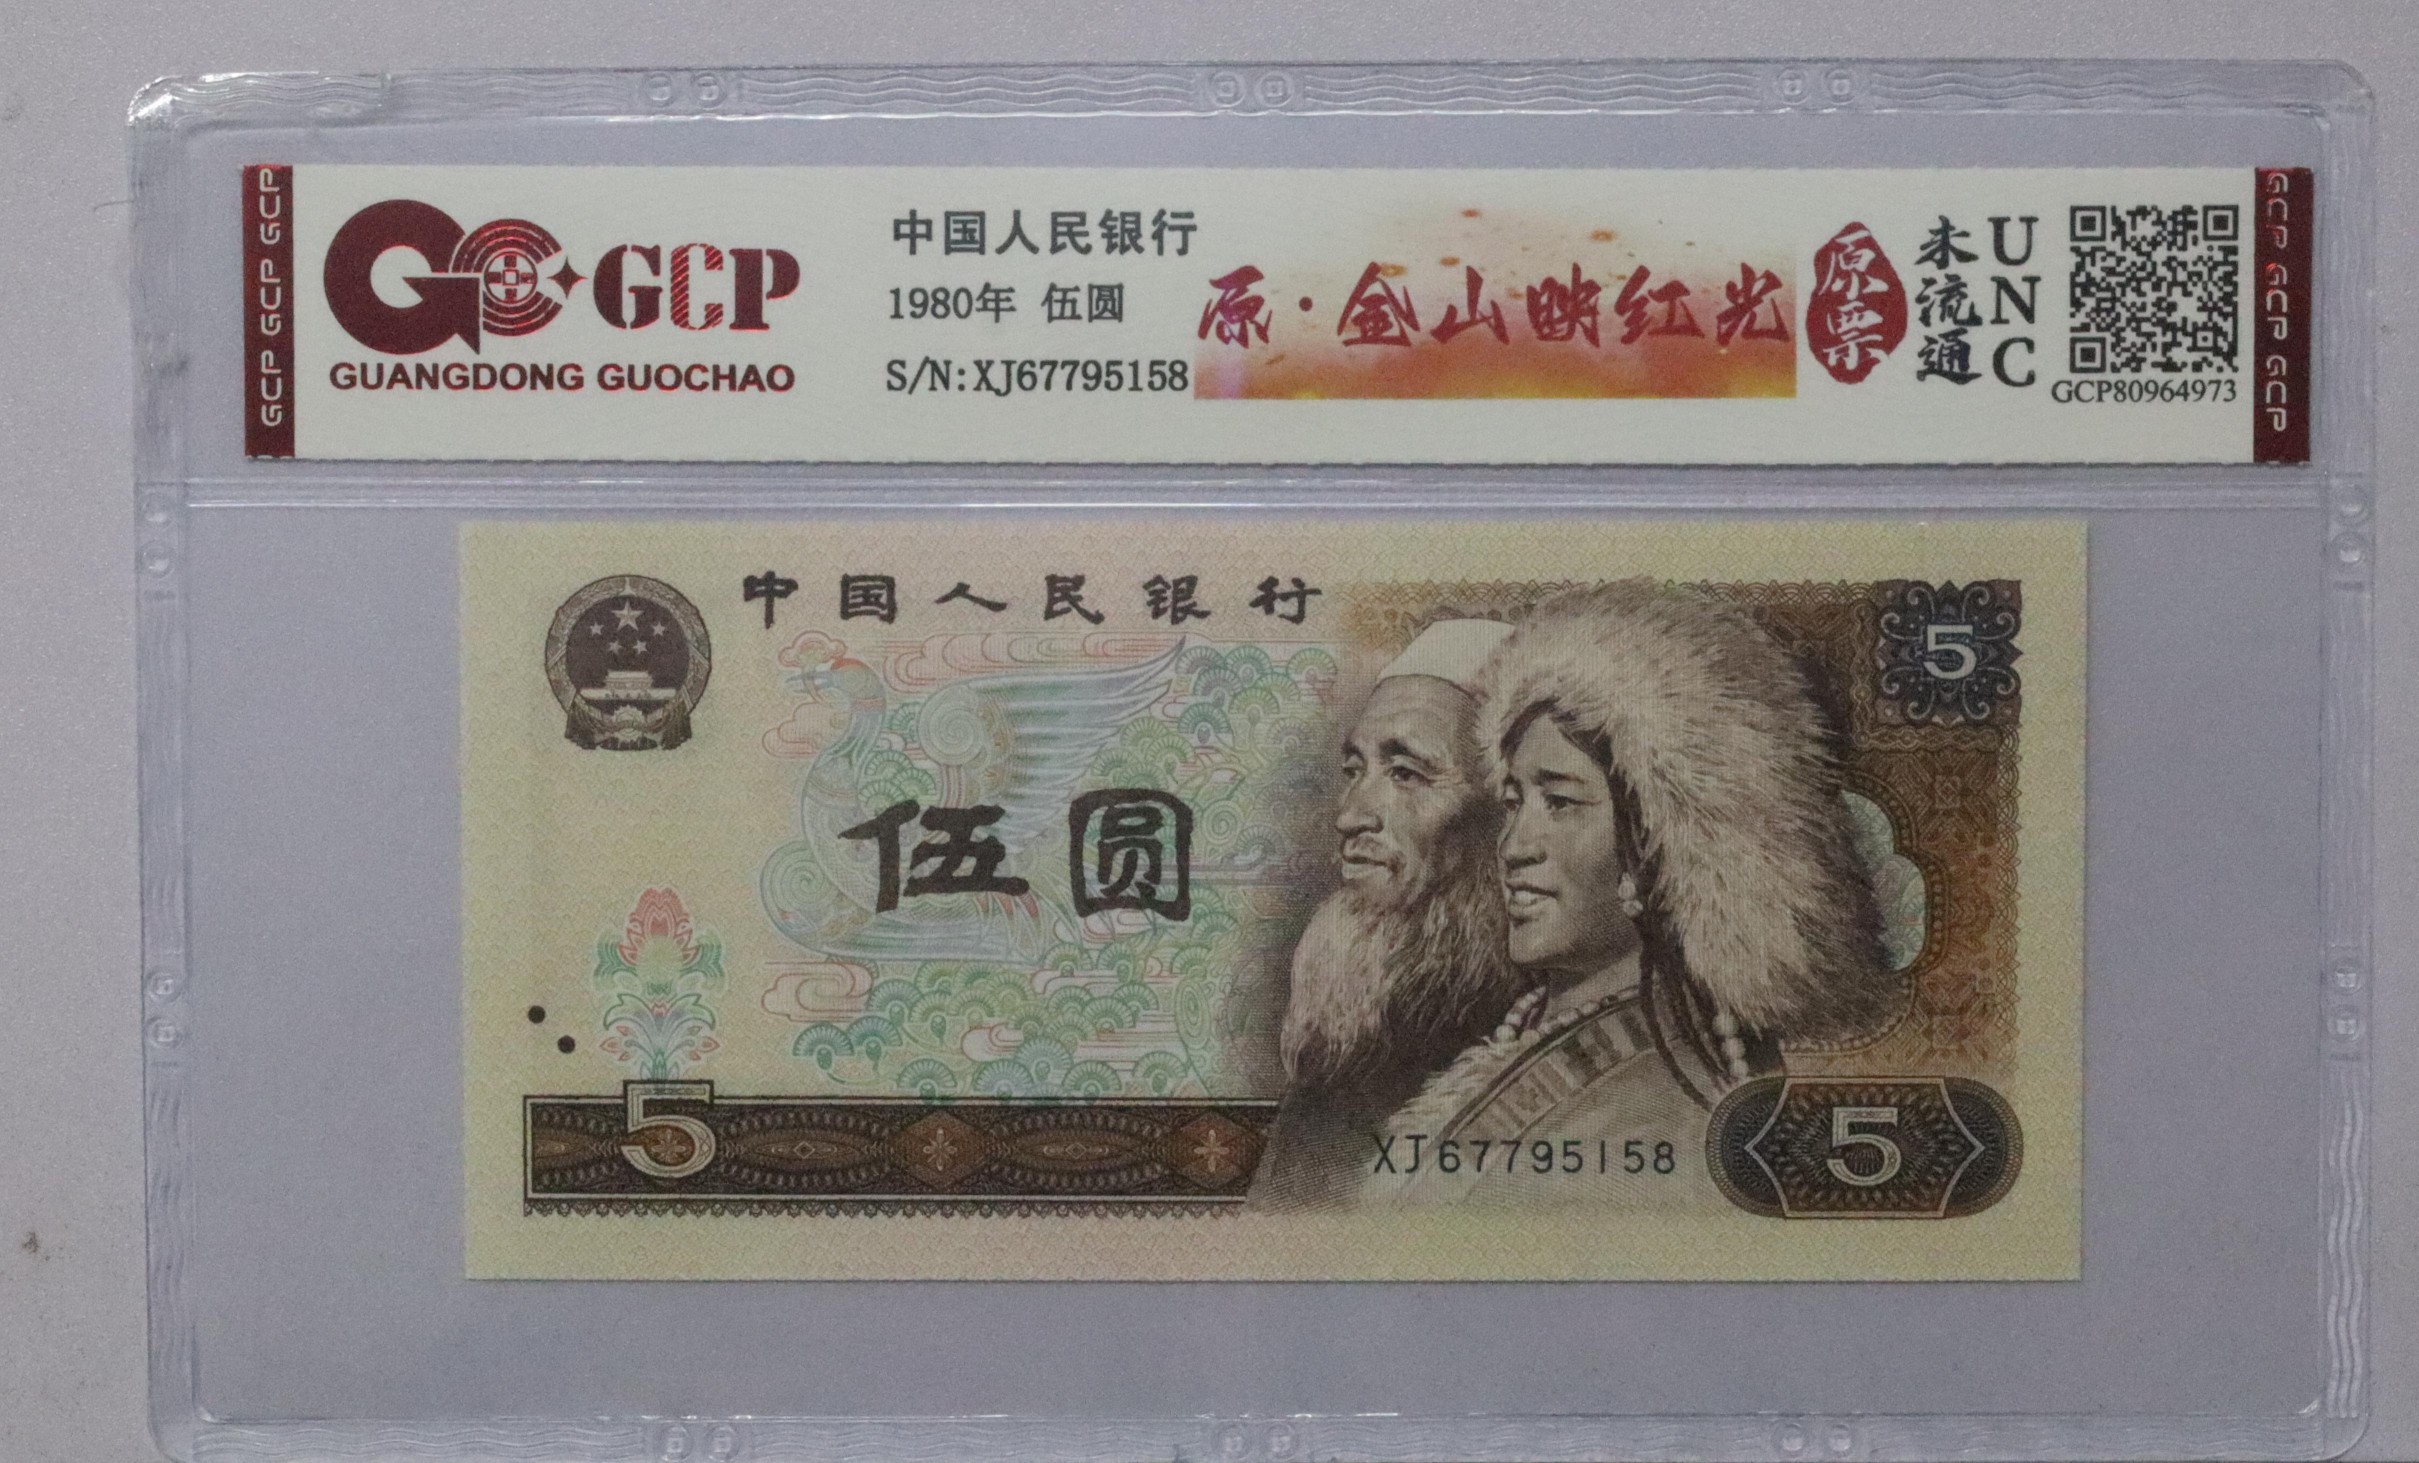 GCP GCP GCP
GCP
GUANGDONG GUOCHAO
中国人民银行
1980年 伍圆
S/N:XJ67795158
原·金山映红光
原票
未流通
UNC
GCP80964973
GCP GCP GCP
中国人民银行
5
伍圆
5
XJ67795158
5